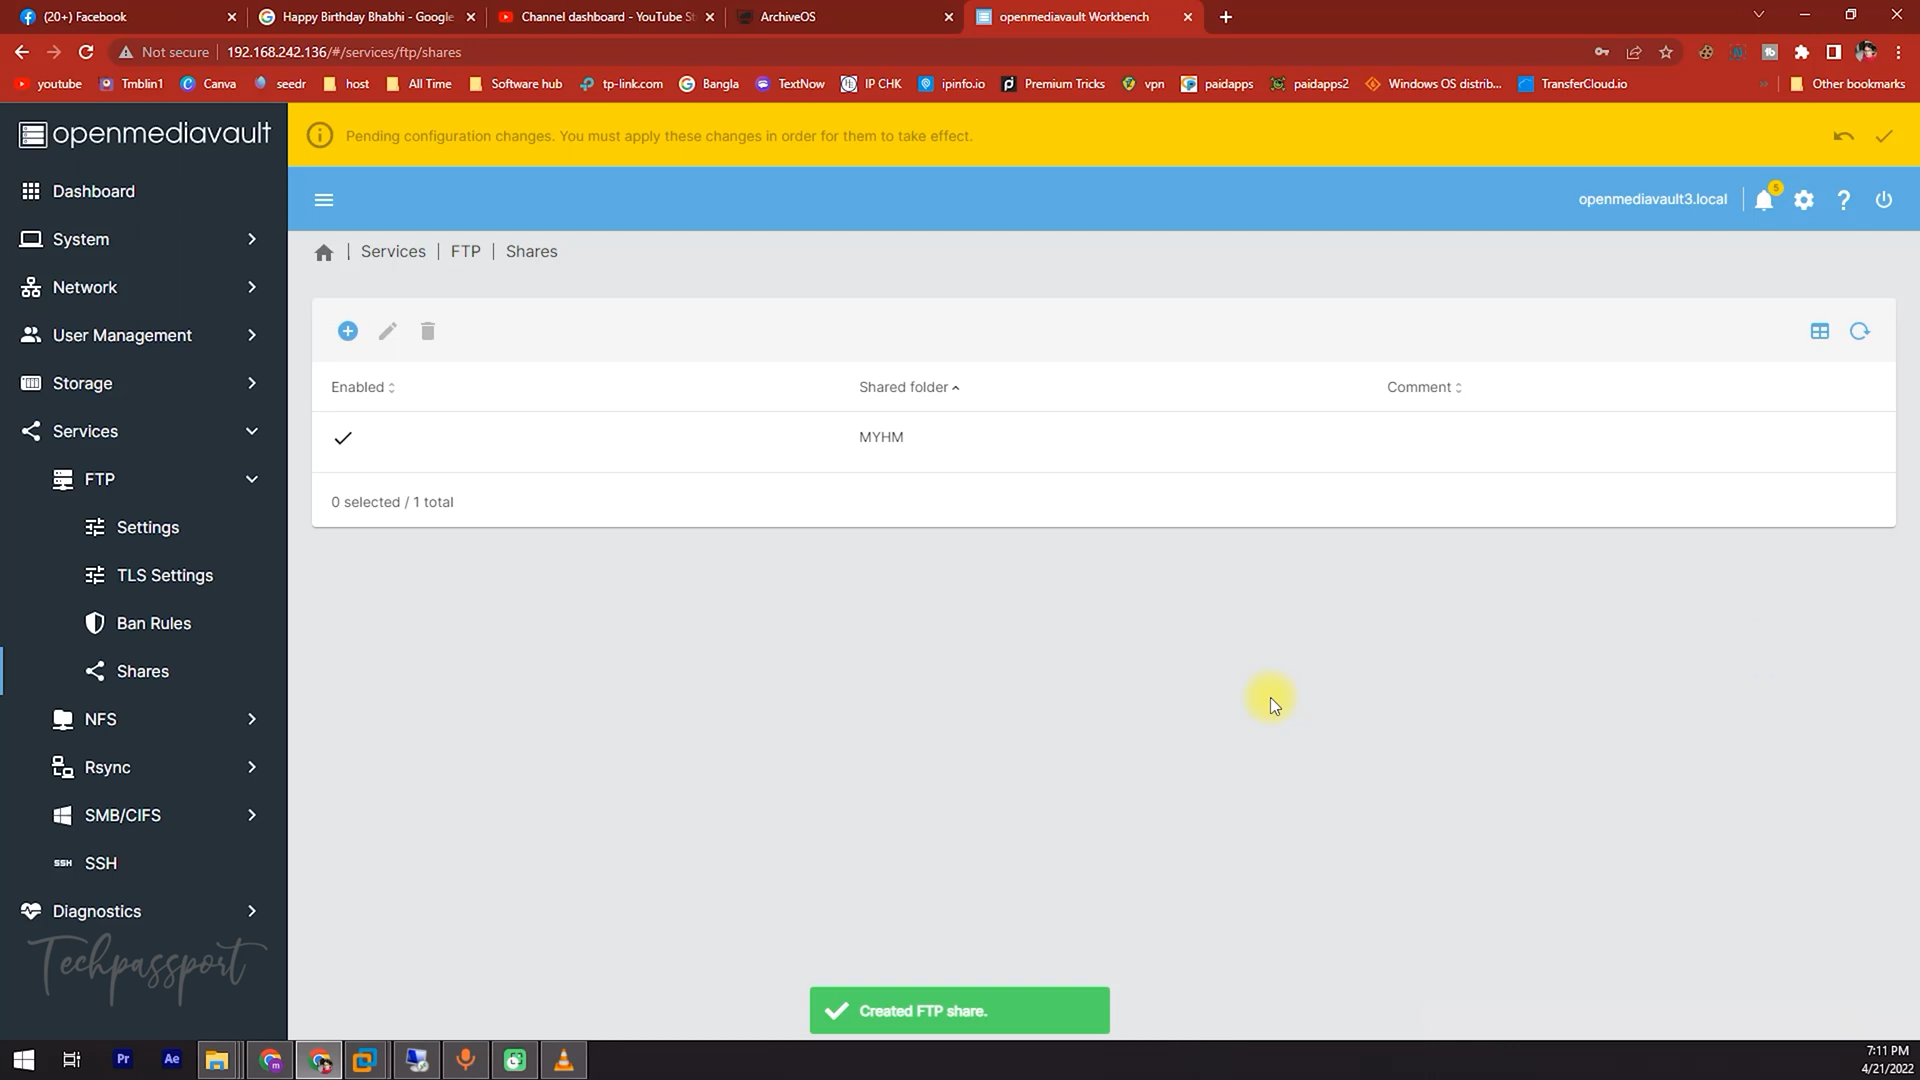 (20+) Facebook
Happy Birthday Bhabhi - Google
Channel dashboard - YouTube St
ArchiveOS
openmediavault Workbench
Not secure
192.168.242.136/#/services/ftp/shares
youtube
Tmblin1
Canva
seedr
host
All Time
Software hub
tp-link.com
Bangla
TextNow
IP CHK
ipinfo.io
Premium Tricks
vpn
paidapps
paidapps2
Windows OS distrib...
TransferCloud.io
Other bookmarks
openmediavault
Pending configuration changes. You must apply these changes in order for them to take effect.
openmediavault3.local
5
Dashboard
System
Network
User Management
Storage
Services
FTP
Settings
TLS Settings
Ban Rules
Shares
NFS
Rsync
SMB/CIFS
SSH
SSH
Diagnostics
Techpassport
| Services | FTP | Shares
Enabled
Shared folder
Comment
MYHM
0 selected / 1 total
Created FTP share.
Pr
Ae
7:11 PM
4/21/2022